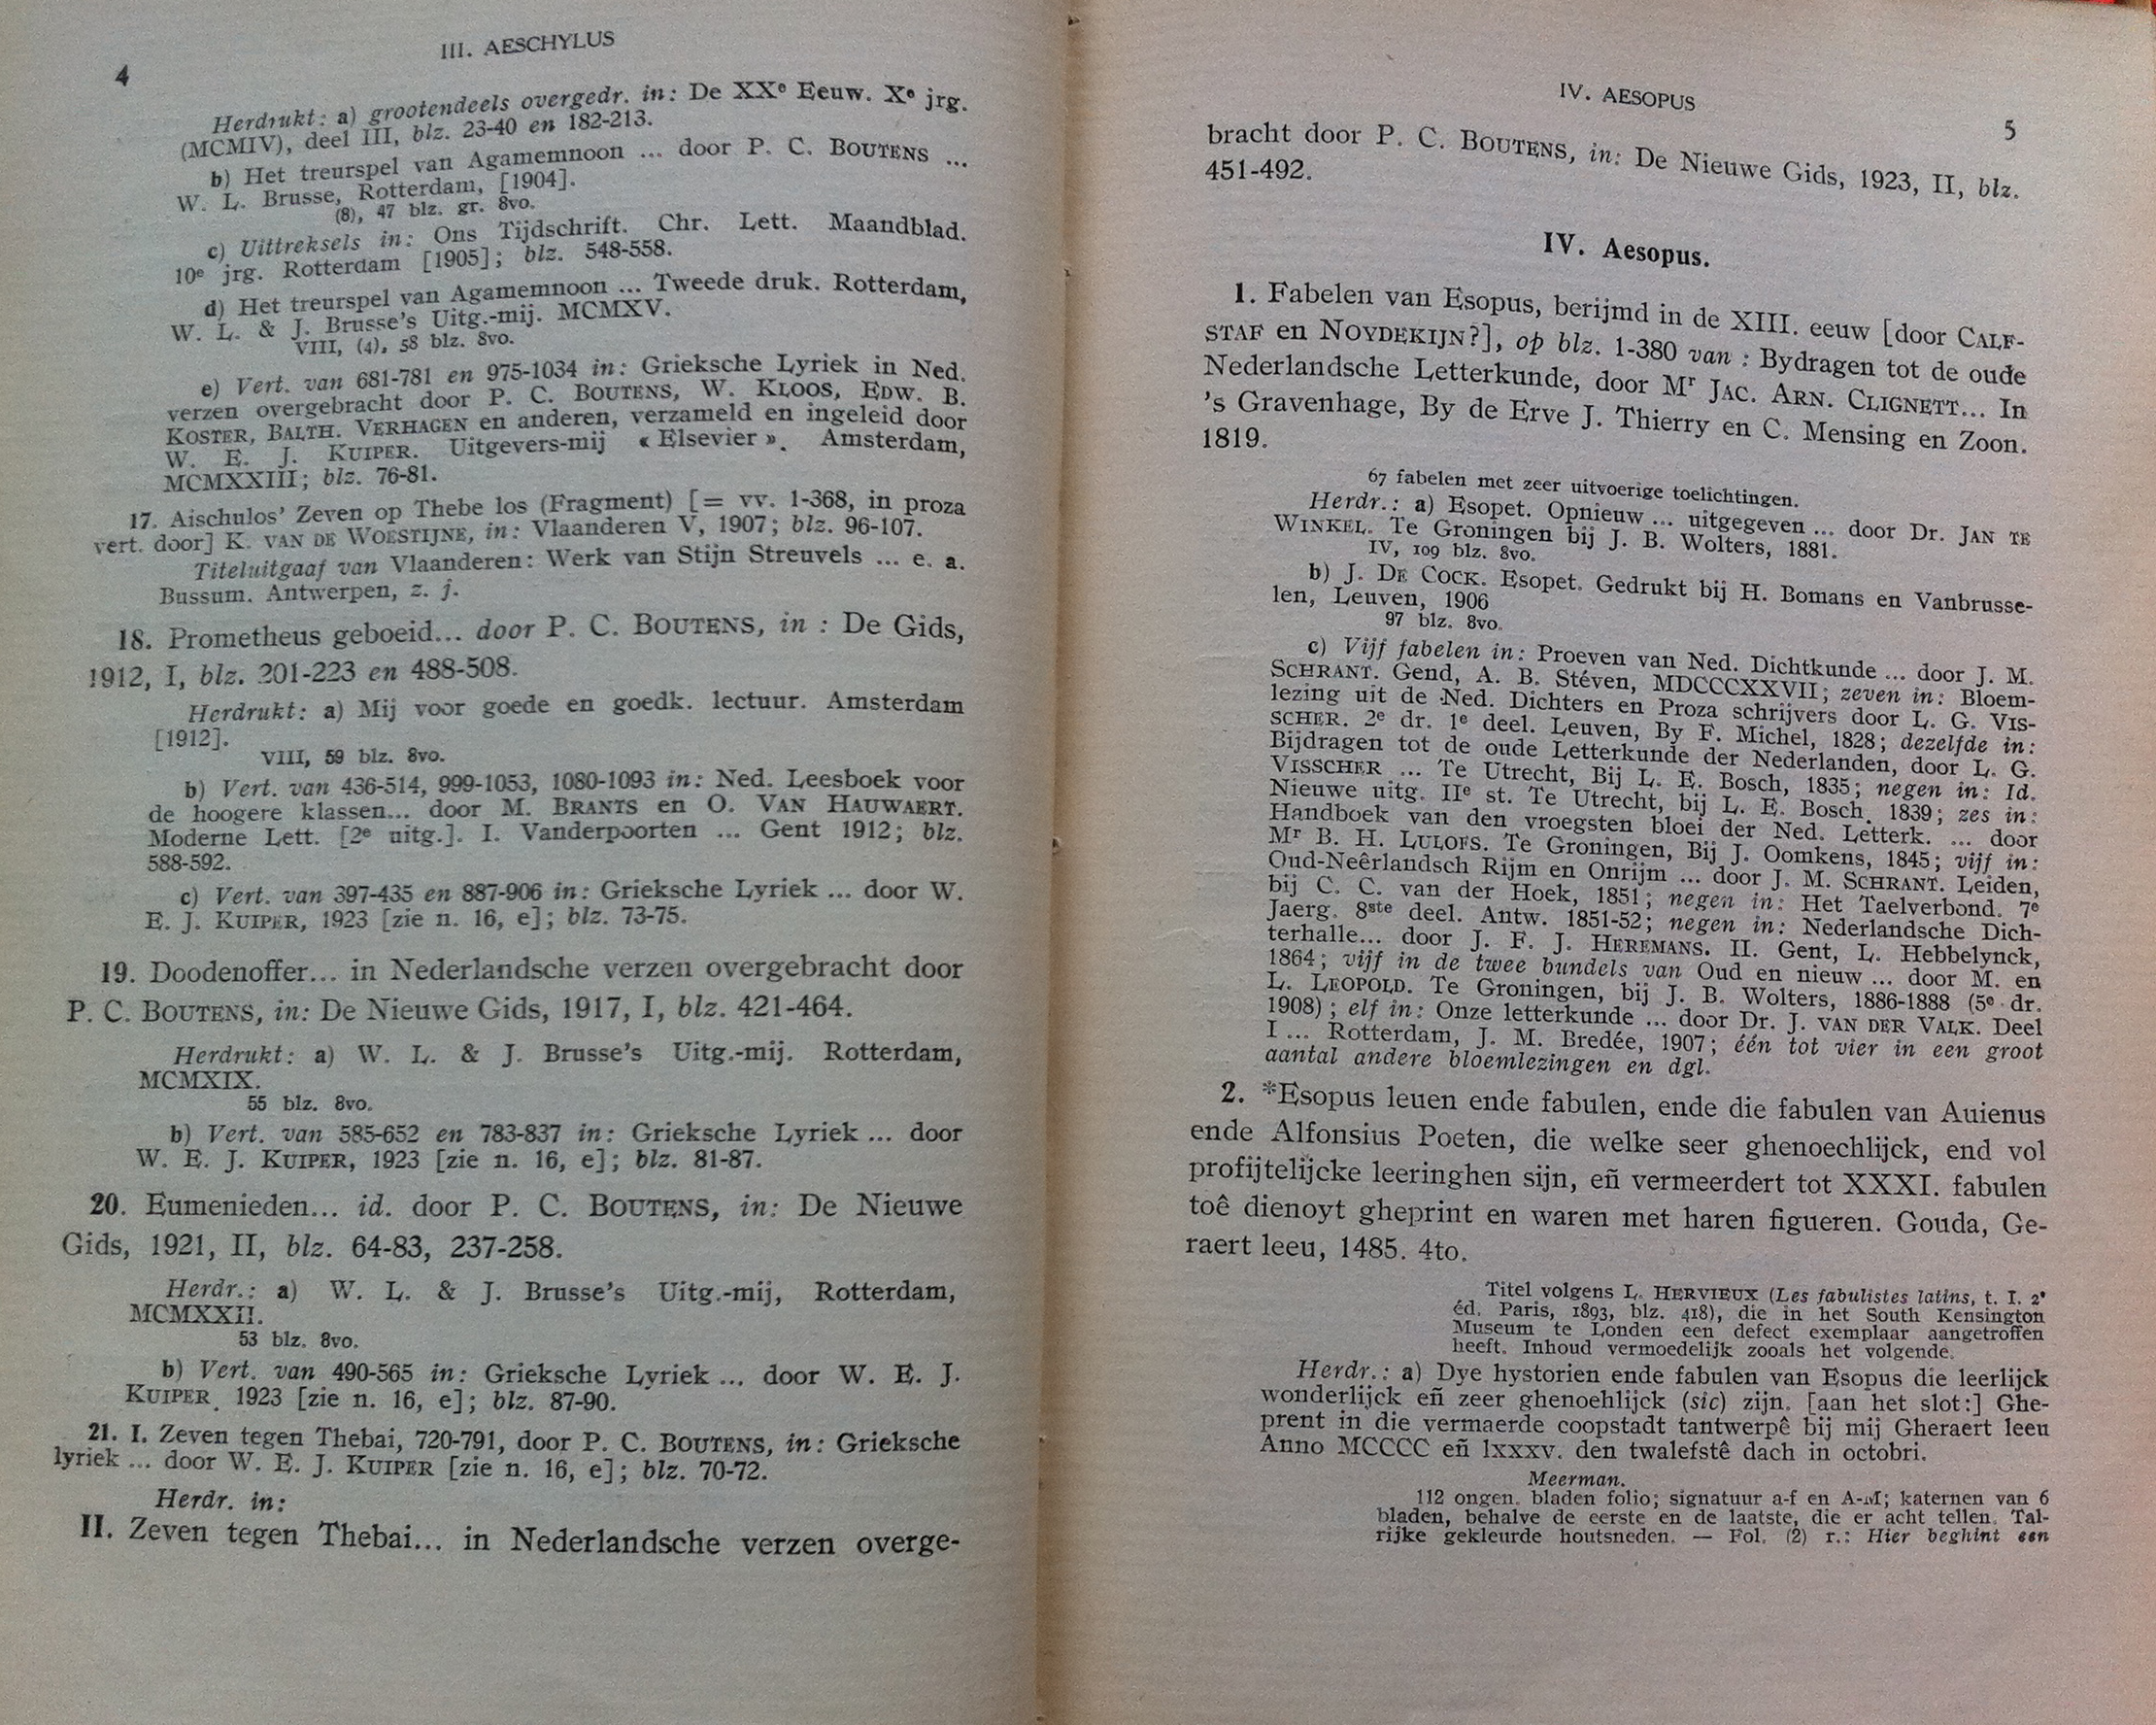 4
III. AESCHYLUS
Herdrukt: a) grootendeels overgedr. in: De XXe Eeuw. Xe jrg.
(MCMIV), deel III, blz. 23-40 en 182-213.
b) Het treurspel van Agamemnoon ... door P. C. BOUTENS ...
W. L. Brusse, Rotterdam, [1904].
(8), 47 blz. gr. 8vo.
c) Uittreksels in: Ons Tijdschrift. Chr. Lett. Maandblad.
10e jrg. Rotterdam [1905]; blz. 548-558.
d) Het treurspel van Agamemnoon ... Tweede druk. Rotterdam,
W. L. & J. Brusse's Uitg.-mij. MCMXV.
VIII, (4), 58 blz. 8vo.
e) Vert. van 681-781 en 975-1034 in: Grieksche Lyriek in Ned.
verzen overgebracht door P. C. BOUTENS, W. KLOOS, EDW. B.
KOSTER, BALTH. VERHAGEN en anderen, verzameld en ingeleid door
W. E. J. KUIPER. Uitgevers-mij « Elsevier ». Amsterdam,
MCMXXIII; blz. 76-81.
17. Aischulos' Zeven op Thebe los (Fragment) [= vv. 1-368, in proza
vert. door] K. VAN DE WOESTIJNE, in: Vlaanderen V, 1907; blz. 96-107.
Titeluitgaaf van Vlaanderen: Werk van Stijn Streuvels ... e. a.
Bussum. Antwerpen, z. j.
18. Prometheus geboeid... door P. C. BOUTENS, in : De Gids,
1912, I, blz. 201-223 en 488-508.
Herdrukt: a) Mij voor goede en goedk. lectuur. Amsterdam
[1912].
VIII, 59 blz. 8vo.
b) Vert. van 436-514, 999-1053, 1080-1093 in: Ned. Leesboek voor
de hoogere klassen... door M. BRANTS en O. VAN HAUWAERT.
Moderne Lett. [2e uitg.]. I. Vanderpoorten ... Gent 1912; blz.
588-592.
c) Vert. van 397-435 en 887-906 in: Grieksche Lyriek ... door W.
E. J. KUIPER, 1923 [zie n. 16, e]; blz. 73-75.
19. Doodenoffer... in Nederlandsche verzen overgebracht door
P. C. BOUTENS, in: De Nieuwe Gids, 1917, I, blz. 421-464.
Herdrukt: a) W. L. & J. Brusse's Uitg.-mij. Rotterdam,
MCMXIX.
55 blz. 8vo.
b) Vert. van 585-652 en 783-837 in: Grieksche Lyriek ... door
W. E. J. KUIPER, 1923 [zie n. 16, e]; blz. 81-87.
20. Eumenieden... id. door P. C. BOUTENS, in: De Nieuwe
Gids, 1921, II, blz. 64-83, 237-258.
Herdr.: a) W. L. & J. Brusse's Uitg.-mij, Rotterdam,
MCMXXII.
53 blz. 8vo.
b) Vert. van 490-565 in: Grieksche Lyriek ... door W. E. J.
KUIPER, 1923 [zie n. 16, e]; blz. 87-90.
21. I. Zeven tegen Thebai, 720-791, door P. C. BOUTENS, in: Grieksche
lyriek ... door W. E. J. KUIPER [zie n. 16, e]; blz. 70-72.
Herdr. in:
II. Zeven tegen Thebai... in Nederlandsche verzen overge-
IV. AESOPUS
5
bracht door P. C. BOUTENS, in: De Nieuwe Gids, 1923, II, blz.
451-492.
IV. Aesopus.
1. Fabelen van Esopus, berijmd in de XIII. eeuw [door CALF-
STAF en NOYDEKIJN?], op blz. 1-380 van : Bydragen tot de oude
Nederlandsche Letterkunde, door Mr JAC. ARN. CLIGNETT... In
's Gravenhage, By de Erve J. Thierry en C. Mensing en Zoon.
1819.
67 fabelen met zeer uitvoerige toelichtingen.
Herdr.: a) Esopet. Opnieuw ... uitgegeven ... door Dr. JAN TE
WINKEL. Te Groningen bij J. B. Wolters, 1881.
IV, 109 blz. 8vo.
b) J. DE COCK. Esopet. Gedrukt bij H. Bomans en Vanbrusse-
len, Leuven, 1906
97 blz. 8vo.
c) Vijf fabelen in: Proeven van Ned. Dichtkunde ... door J. M.
SCHRANT. Gend, A. B. Stéven, MDCCCXXVII; zeven in: Bloem-
lezing uit de Ned. Dichters en Proza schrijvers door L. G. VIS-
SCHER. 2e dr. 1e deel. Leuven, By F. Michel, 1828; dezelfde in:
Bijdragen tot de oude Letterkunde der Nederlanden, door L. G.
VISSCHER ... Te Utrecht, Bij L. E. Bosch, 1835; negen in: Id.
Nieuwe uitg. IIe st. Te Utrecht, bij L. E. Bosch. 1839; zes in:
Handboek van den vroegsten bloei der Ned. Letterk. ... door
Mr B. H. LULOFS. Te Groningen, Bij J. Oomkens, 1845; vijf in:
Oud-Neêrlandsch Rijm en Onrijm ... door J. M. SCHRANT. Leiden,
bij C. C. van der Hoek, 1851; negen in: Het Taelverbond. 7e
Jaerg. 8ste deel. Antw. 1851-52; negen in: Nederlandsche Dich-
terhalle... door J. F. J. HEREMANS. II. Gent, L. Hebbelynck,
1864; vijf in de twee bundels van Oud en nieuw ... door M. en
L. LEOPOLD. Te Groningen, bij J. B. Wolters, 1886-1888 (5e dr.
1908); elf in: Onze letterkunde ... door Dr. J. VAN DER VALK. Deel
I ... Rotterdam, J. M. Bredée, 1907; één tot vier in een groot
aantal andere bloemlezingen en dgl.
2. *Esopus leuen ende fabulen, ende die fabulen van Auienus
ende Alfonsius Poeten, die welke seer ghenoechlijck, end vol
profijtelijcke leeringhen sijn, eñ vermeerdert tot XXXI. fabulen
toê dienoyt gheprint en waren met haren figueren. Gouda, Ge-
raert leeu, 1485. 4to.
Titel volgens L. HERVIEUX (Les fabulistes latins, t. I. 2e
éd. Paris, 1893, blz. 418), die in het South Kensington
Museum te Londen een defect exemplaar aangetroffen
heeft. Inhoud vermoedelijk zooals het volgende.
Herdr.: a) Dye hystorien ende fabulen van Esopus die leerlijck
wonderlijck eñ zeer ghenoehlijck (sic) zijn. [aan het slot:] Ghe-
prent in die vermaerde coopstadt tantwerpê bij mij Gheraert leeu
Anno MCCCC eñ lxxxv. den twalefstê dach in octobri.
Meerman.
112 ongen. bladen folio; signatuur a-f en A-M; katernen van 6
bladen, behalve de eerste en de laatste, die er acht tellen. Tal-
rijke gekleurde houtsneden. — Fol. (2) r.: Hier beghint een